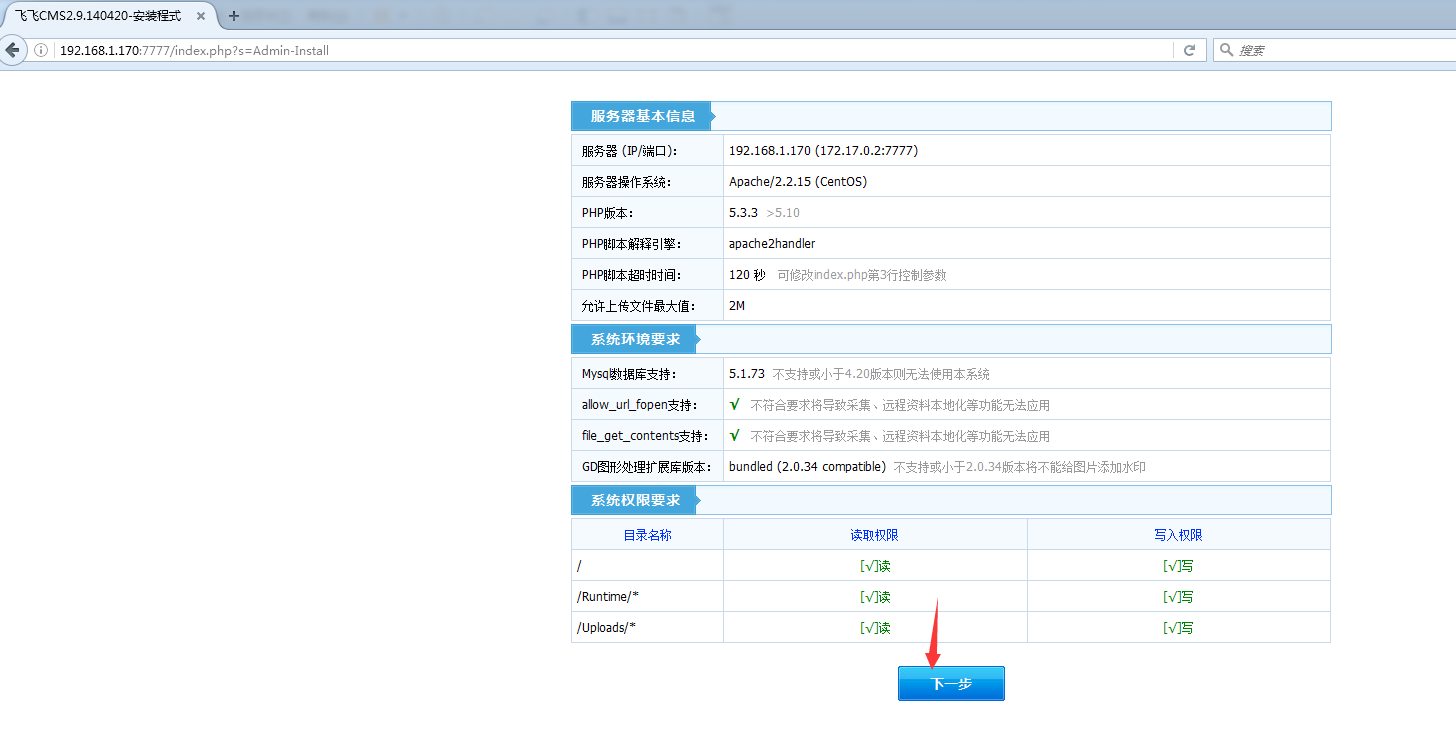 飞飞CMS2.9.140420-安装程式 × +
192.168.1.170:7777/index.php?s=Admin-Install 搜索
服务器基本信息
服务器 (IP/端口)： 192.168.1.170 (172.17.0.2:7777)
服务器操作系统： Apache/2.2.15 (CentOS)
PHP版本： 5.3.3 >5.10
PHP脚本解释引擎： apache2handler
PHP脚本超时时间： 120 秒 可修改index.php第3行控制参数
允许上传文件最大值： 2M
系统环境要求
Mysql数据库支持： 5.1.73 不支持或小于4.20版本则无法使用本系统
allow_url_fopen支持： √ 不符合要求将导致采集、远程资料本地化等功能无法应用
file_get_contents支持： √ 不符合要求将导致采集、远程资料本地化等功能无法应用
GD图形处理扩展库版本： bundled (2.0.34 compatible) 不支持或小于2.0.34版本将不能给图片添加水印
系统权限要求
目录名称 读取权限 写入权限
/ [√]读 [√]写
/Runtime/* [√]读 [√]写
/Uploads/* [√]读 [√]写
下一步